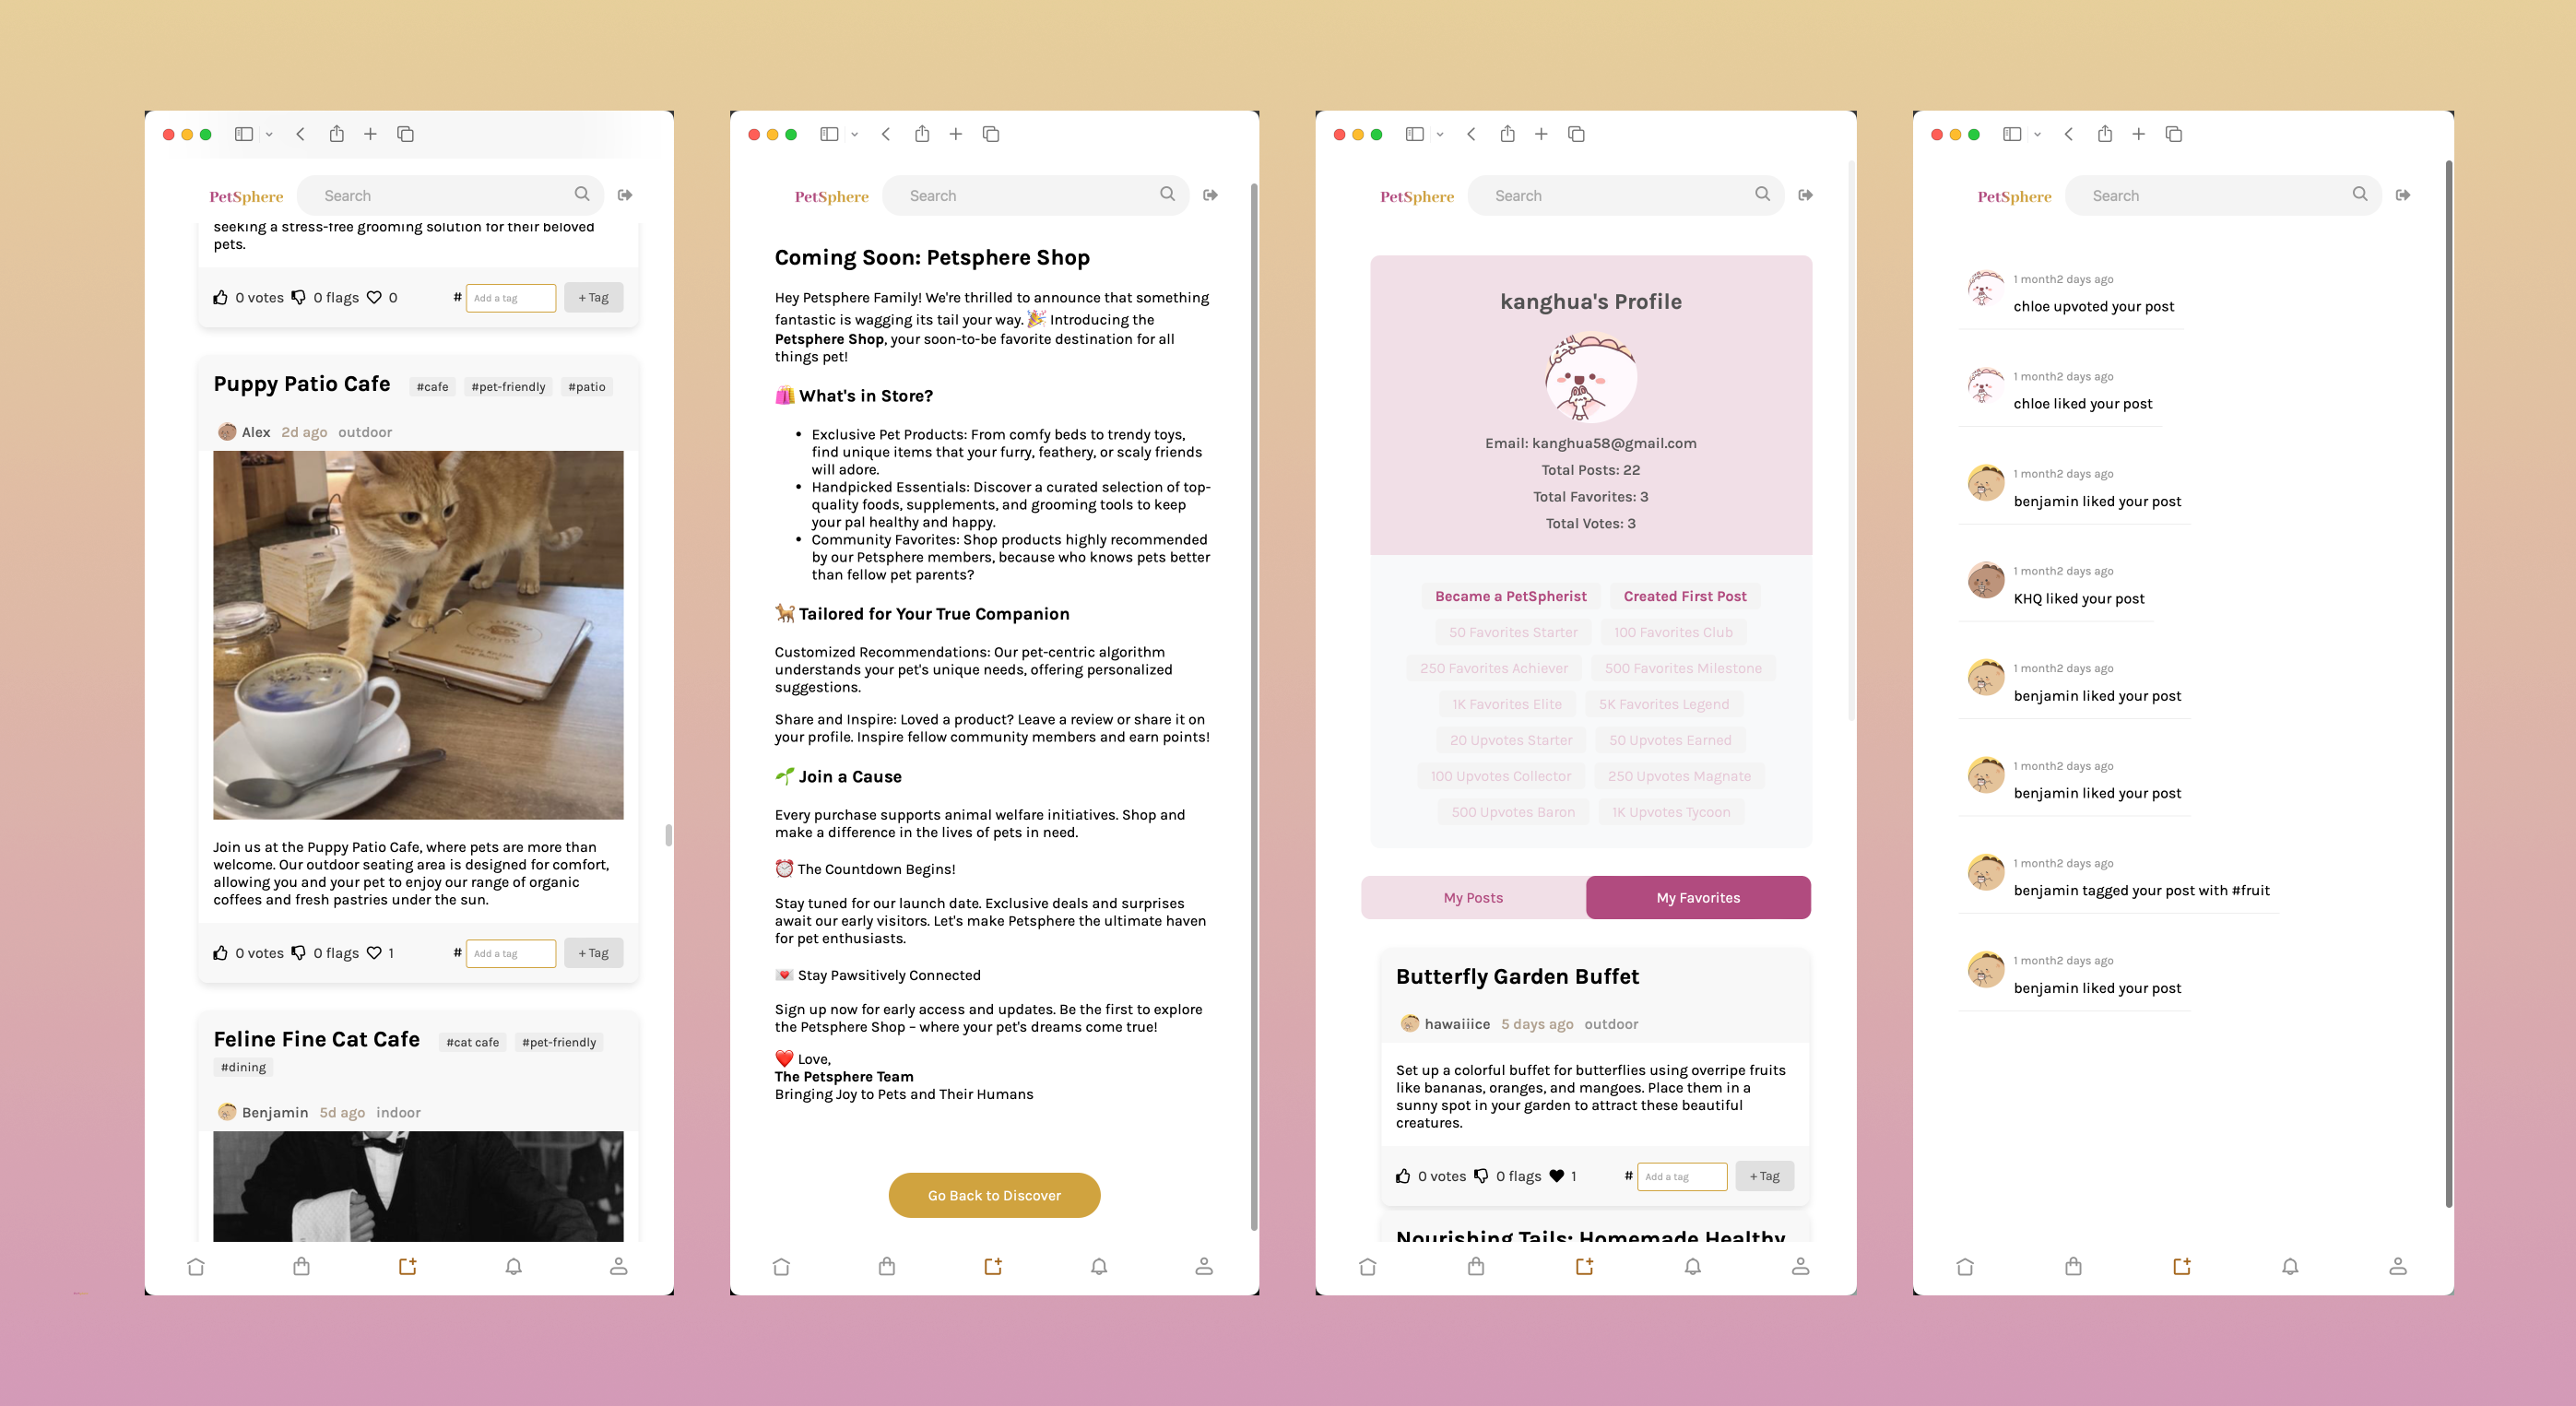 PetSphere
Search
seeking a stress-free grooming solution for their beloved
pets.
0 votes 0 flags 0 # Add a tag + Tag
Puppy Patio Cafe #cafe #pet-friendly #patio
Alex 2d ago outdoor
Join us at the Puppy Patio Cafe, where pets are more than
welcome. Our outdoor seating area is designed for comfort,
allowing you and your pet to enjoy our range of organic
coffees and fresh pastries under the sun.
0 votes 0 flags 1 # Add a tag + Tag
Feline Fine Cat Cafe #cat cafe #pet-friendly
#dining
Benjamin 5d ago indoor
PetSphere
Search
Coming Soon: Petsphere Shop
Hey Petsphere Family! We're thrilled to announce that something
fantastic is wagging its tail your way. 🎉 Introducing the
Petsphere Shop, your soon-to-be favorite destination for all
things pet!
🛍️ What's in Store?
• Exclusive Pet Products: From comfy beds to trendy toys,
find unique items that your furry, feathery, or scaly friends
will adore.
• Handpicked Essentials: Discover a curated selection of top-
quality foods, supplements, and grooming tools to keep
your pal healthy and happy.
• Community Favorites: Shop products highly recommended
by our Petsphere members, because who knows pets better
than fellow pet parents?
🐕 Tailored for Your True Companion
Customized Recommendations: Our pet-centric algorithm
understands your pet's unique needs, offering personalized
suggestions.
Share and Inspire: Loved a product? Leave a review or share it on
your profile. Inspire fellow community members and earn points!
🌱 Join a Cause
Every purchase supports animal welfare initiatives. Shop and
make a difference in the lives of pets in need.
⏰ The Countdown Begins!
Stay tuned for our launch date. Exclusive deals and surprises
await our early visitors. Let's make Petsphere the ultimate haven
for pet enthusiasts.
💌 Stay Pawsitively Connected
Sign up now for early access and updates. Be the first to explore
the Petsphere Shop – where your pet's dreams come true!
❤️ Love,
The Petsphere Team
Bringing Joy to Pets and Their Humans
Go Back to Discover
PetSphere
Search
kanghua's Profile
Email: kanghua58@gmail.com
Total Posts: 22
Total Favorites: 3
Total Votes: 3
Became a PetSpherist Created First Post
50 Favorites Starter 100 Favorites Club
250 Favorites Achiever 500 Favorites Milestone
1K Favorites Elite 5K Favorites Legend
20 Upvotes Starter 50 Upvotes Earned
100 Upvotes Collector 250 Upvotes Magnate
500 Upvotes Baron 1K Upvotes Tycoon
My Posts My Favorites
Butterfly Garden Buffet
hawaiiice 5 days ago outdoor
Set up a colorful buffet for butterflies using overripe fruits
like bananas, oranges, and mangoes. Place them in a
sunny spot in your garden to attract these beautiful
creatures.
0 votes 0 flags 1 # Add a tag + Tag
Nourishing Tails: Homemade Healthy
PetSphere
Search
1 month2 days ago
chloe upvoted your post
1 month2 days ago
chloe liked your post
1 month2 days ago
benjamin liked your post
1 month2 days ago
KHQ liked your post
1 month2 days ago
benjamin liked your post
1 month2 days ago
benjamin liked your post
1 month2 days ago
benjamin tagged your post with #fruit
1 month2 days ago
benjamin liked your post